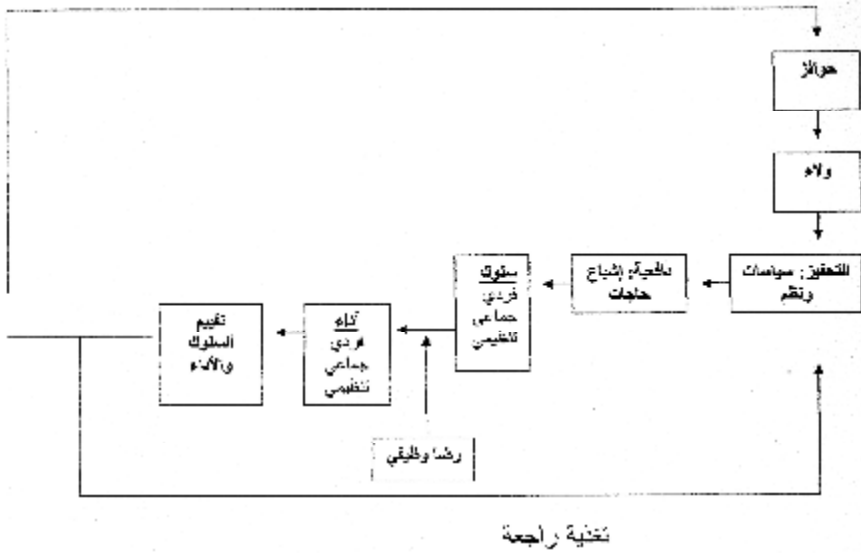 حوافز
ولاء
التحفيز: سياسات
ونظم
دافعية: إشباع
حاجات
سلوك
فردي
جماعي
تنظيمي
أداء
فردي
جماعي
تنظيمي
تقييم
السلوك
والأداء
رضا وظيفي
تغذية راجعة